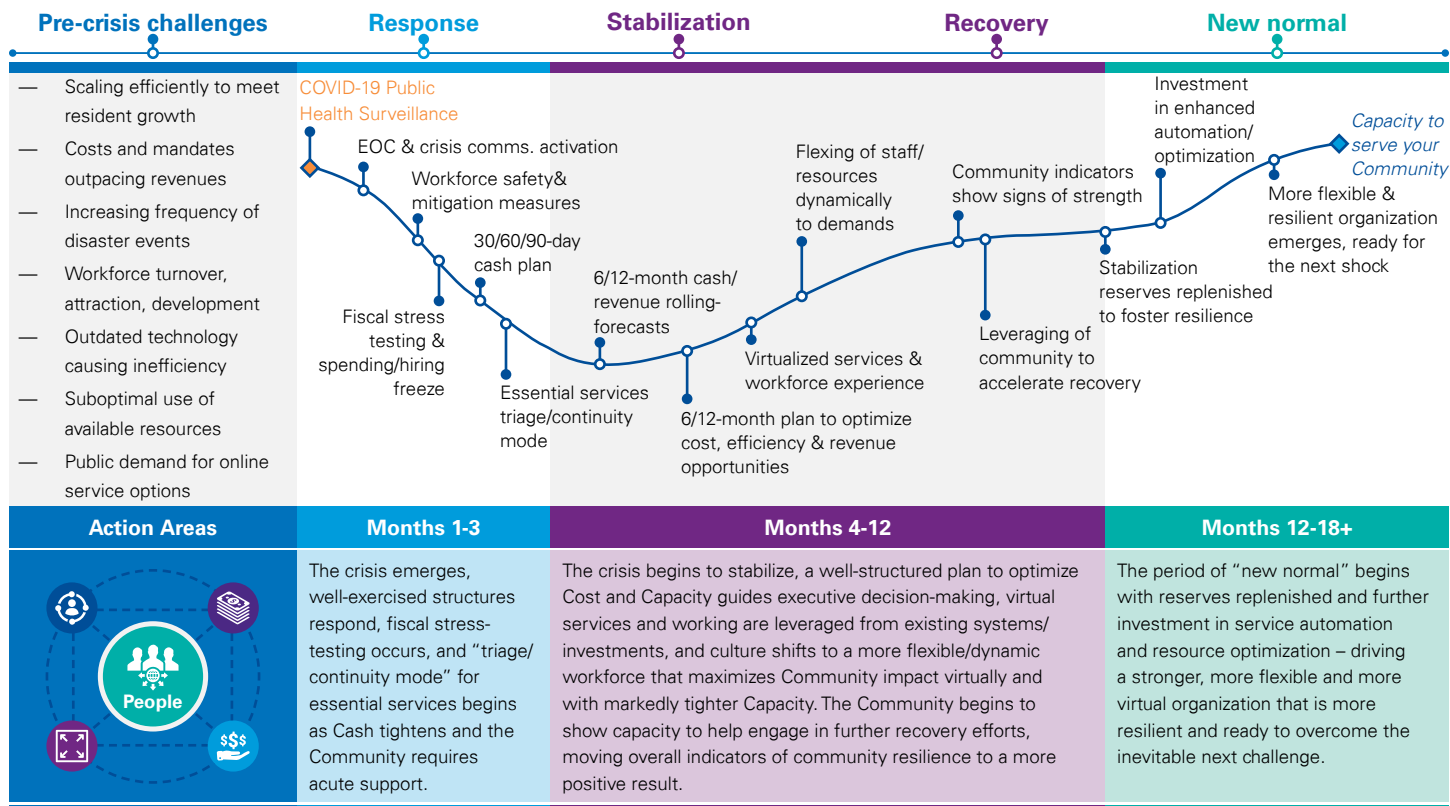 Pre-crisis challenges
Response
Stabilization
Recovery
New normal
— Scaling efficiently to meet
resident growth
— Costs and mandates
outpacing revenues
— Increasing frequency of
disaster events
— Workforce turnover,
attraction, development
— Outdated technology
causing inefficiency
— Suboptimal use of
available resources
— Public demand for online
service options
COVID-19 Public
Health Surveillance
EOC & crisis comms. activation
Workforce safety&
mitigation measures
Fiscal stress
testing &
spending/hiring
freeze
30/60/90-day
cash plan
Essential services
triage/continuity
mode
6/12-month cash/
revenue rolling-
forecasts
6/12-month plan to optimize
cost, efficiency & revenue
opportunities
Virtualized services &
workforce experience
Flexing of staff/
resources
dynamically
to demands
Community indicators
show signs of strength
Leveraging of
community to
accelerate recovery
Stabilization
reserves replenished
to foster resilience
Investment
in enhanced
automation/
optimization
More flexible &
resilient organization
emerges, ready for
the next shock
Capacity to
serve your
Community
Action Areas
Months 1-3
Months 4-12
Months 12-18+
People
$$$
The crisis emerges,
well-exercised structures
respond, fiscal stress-
testing occurs, and “triage/
continuity mode” for
essential services begins
as Cash tightens and the
Community requires
acute support.
The crisis begins to stabilize, a well-structured plan to optimize
Cost and Capacity guides executive decision-making, virtual
services and working are leveraged from existing systems/
investments, and culture shifts to a more flexible/dynamic
workforce that maximizes Community impact virtually and
with markedly tighter Capacity. The Community begins to
show capacity to help engage in further recovery efforts,
moving overall indicators of community resilience to a more
positive result.
The period of “new normal” begins
with reserves replenished and further
investment in service automation
and resource optimization – driving
a stronger, more flexible and more
virtual organization that is more
resilient and ready to overcome the
inevitable next challenge.